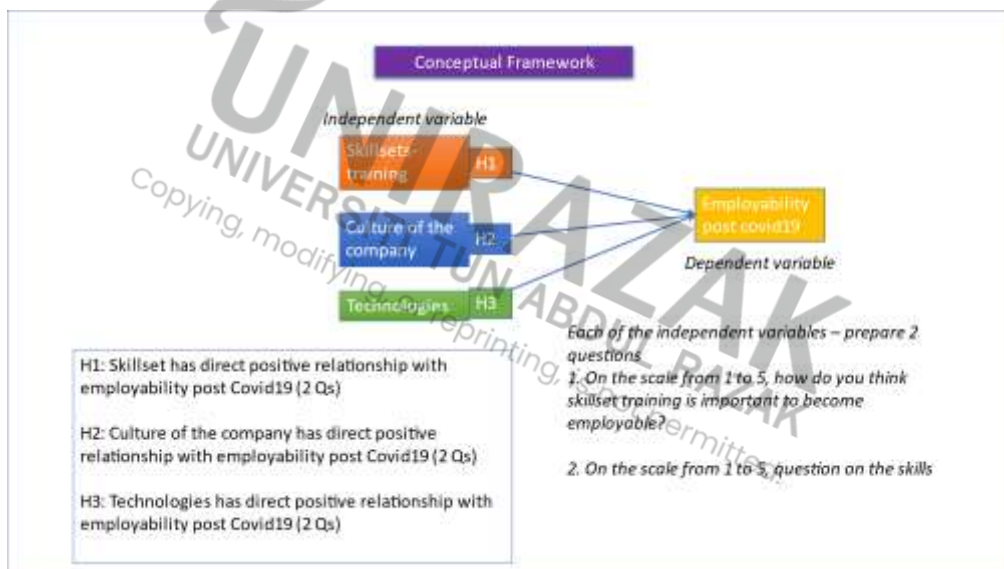 Conceptual Framework
Independent variable
Skillsets-
training
H1
Culture of the
company
H2
Technologies
H3
Employability
post covid19
Dependent variable
H1: Skillset has direct positive relationship with
employability post Covid19 (2 Qs)
H2: Culture of the company has direct positive
relationship with employability post Covid19 (2 Qs)
H3: Technologies has direct positive relationship with
employability post Covid19 (2 Qs)
Each of the independent variables – prepare 2
questions
1. On the scale from 1 to 5, how do you think
skillset training is important to become
employable?
2. On the scale from 1 to 5, question on the skills
UNIRAZAK
UNIVERSITI TUN ABDUL RAZAK
Copying, modifying, or reprinting, is not permitted.